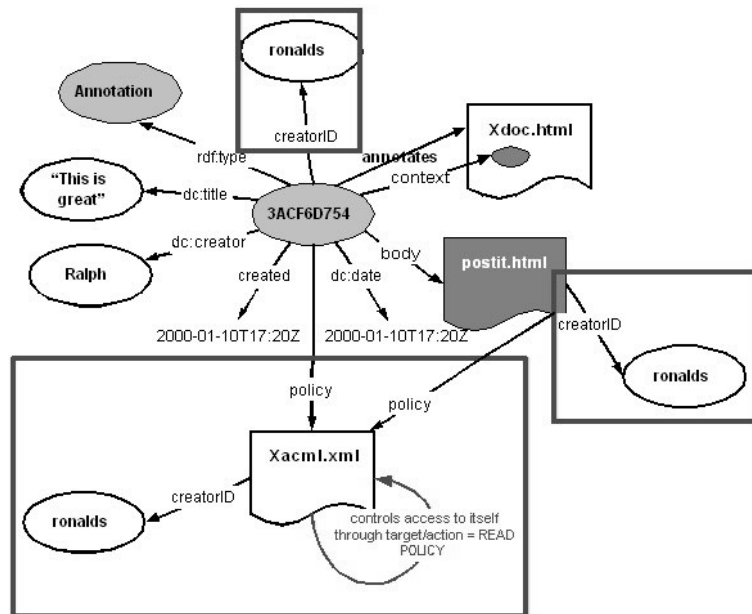 ronalds
Annotation
creatorID
Xdoc.html
rdf:type
annotates
context
"This is
great"
dc:title
3ACF6D754
dc:creator
Ralph
created
dc:date
body
postit.html
2000-01-10T17:20Z
2000-01-10T17:20Z
creatorID
ronalds
policy
policy
Xacml.xml
creatorID
ronalds
controls access to itself
through target/action = READ
POLICY